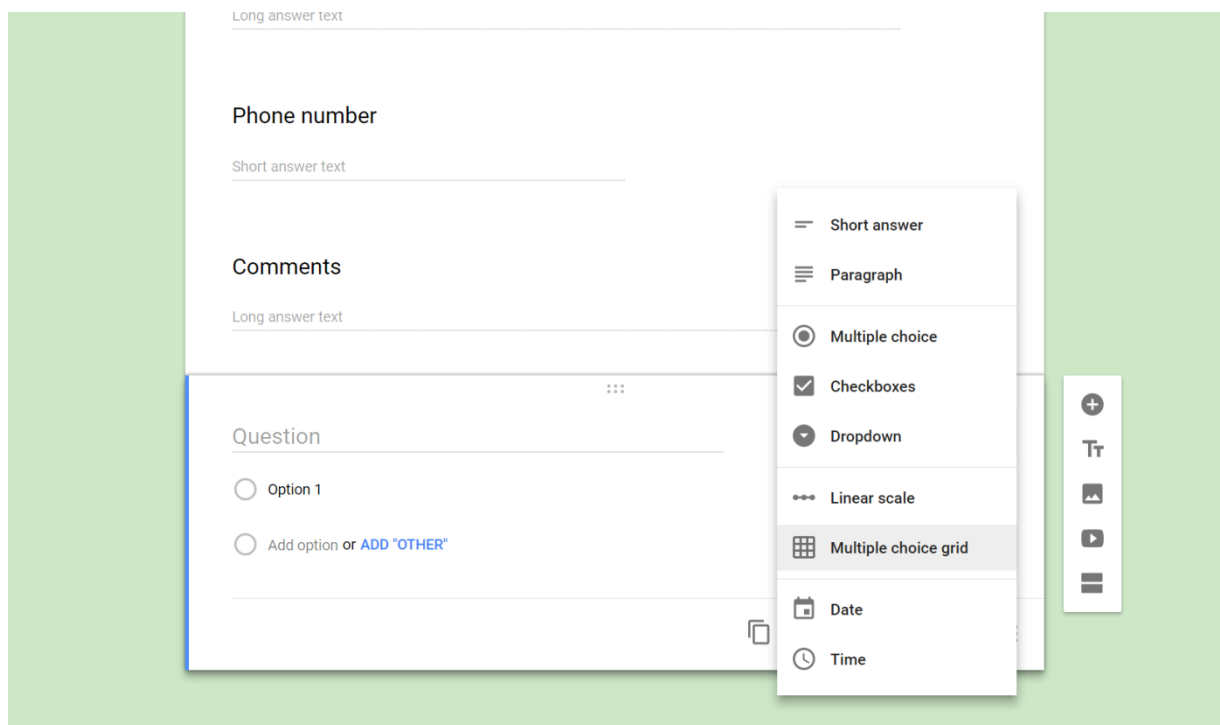 Long answer text
Phone number
Short answer text
Comments
Long answer text
Question
Option 1
Add option or ADD "OTHER"
Short answer
Paragraph
Multiple choice
Checkboxes
Dropdown
Linear scale
Multiple choice grid
Date
Time
Tт